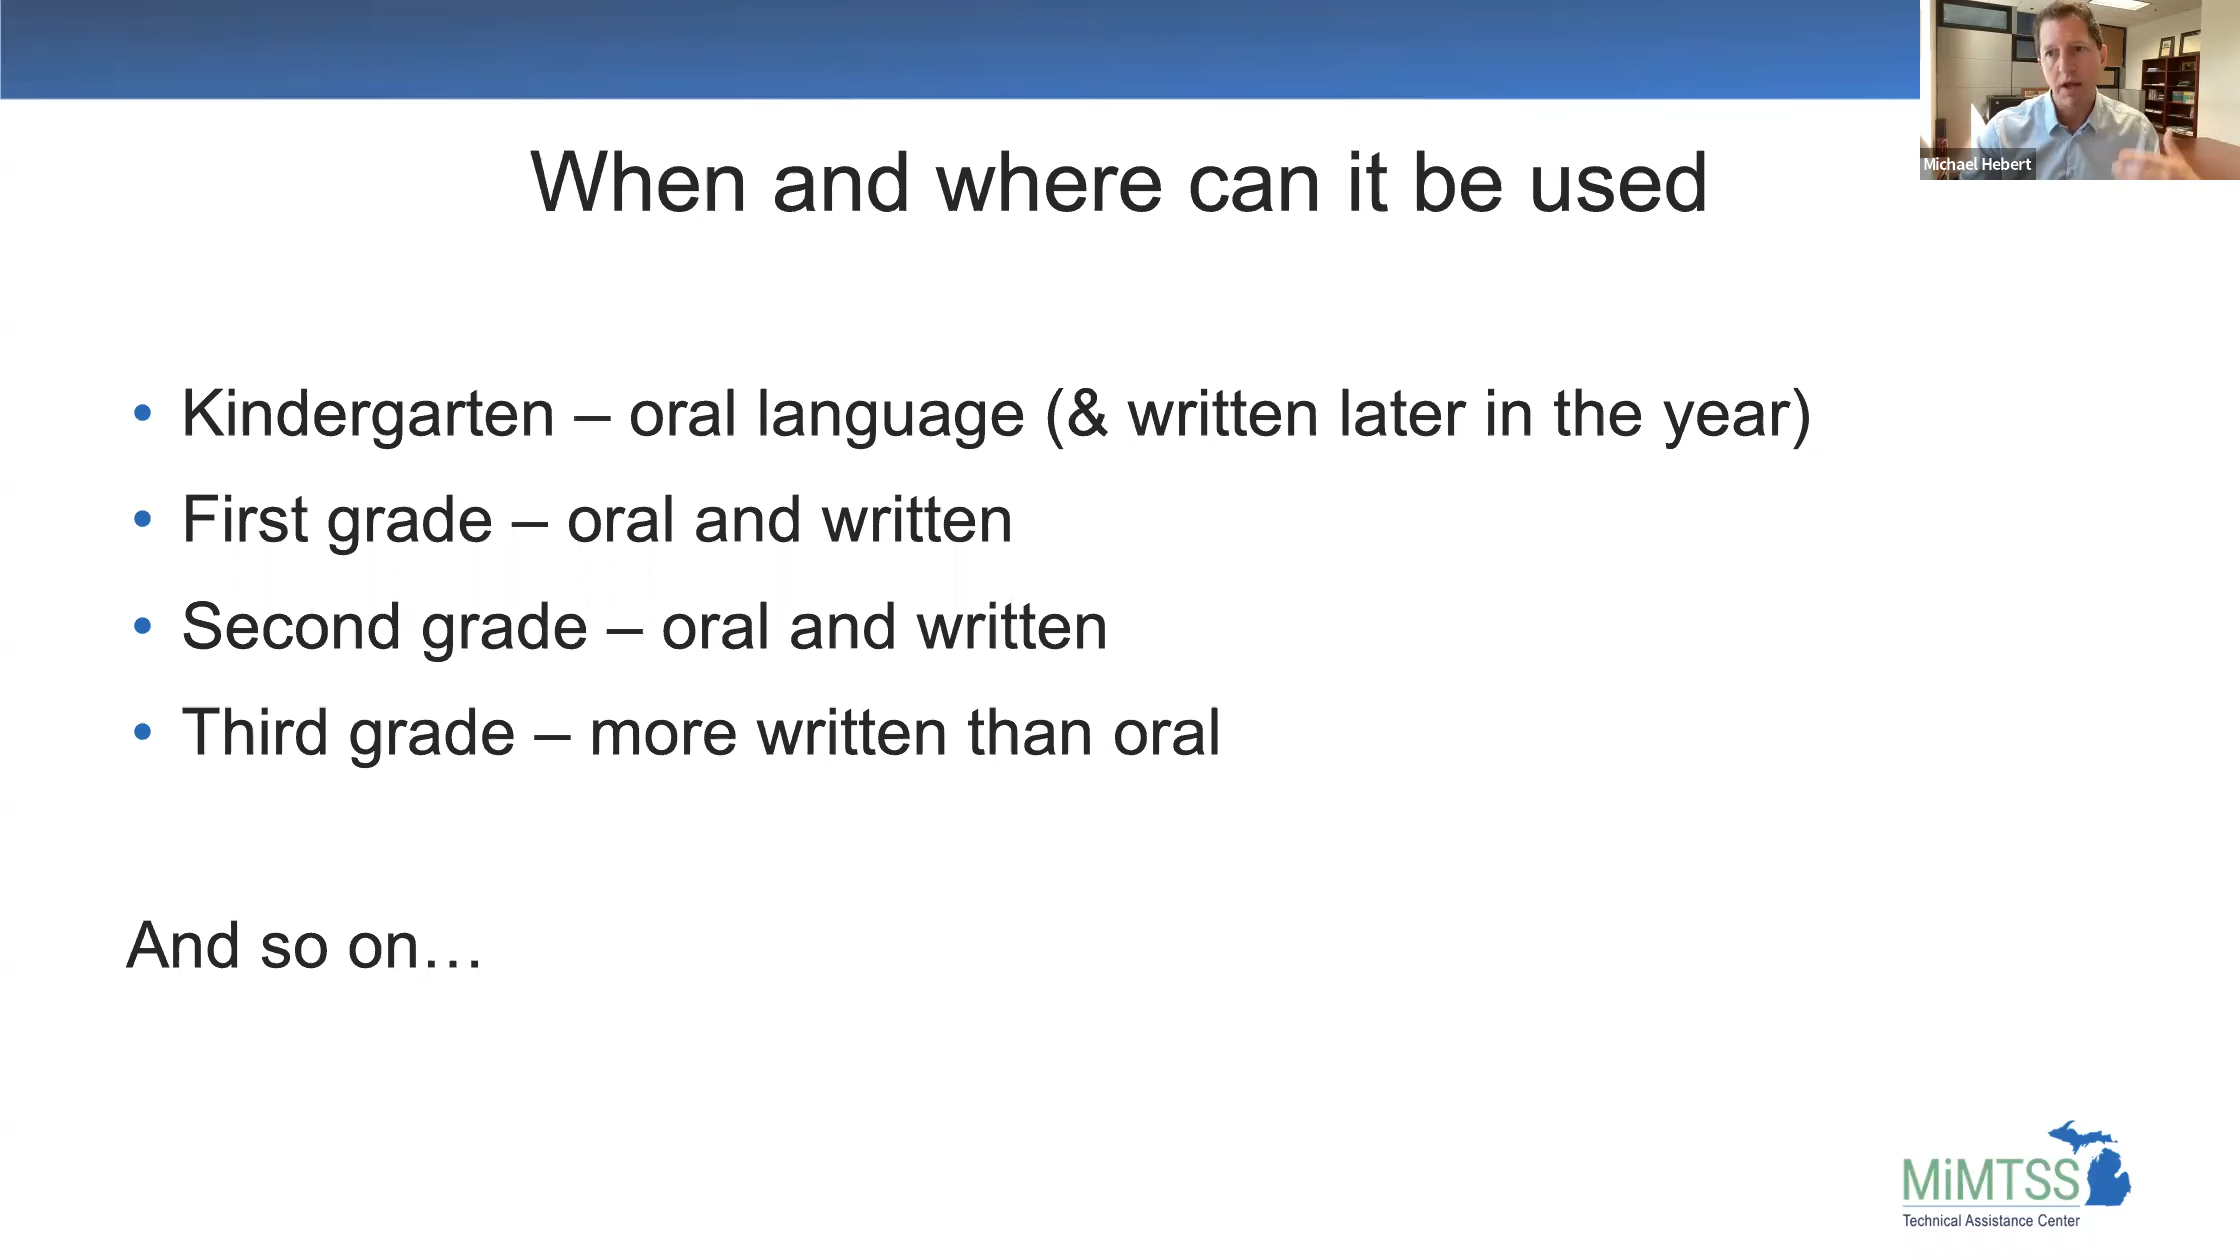 Michael Hebert
When and where can it be used
• Kindergarten – oral language (& written later in the year)
• First grade – oral and written
• Second grade – oral and written
• Third grade – more written than oral
And so on…
MiMTSS
Technical Assistance Center